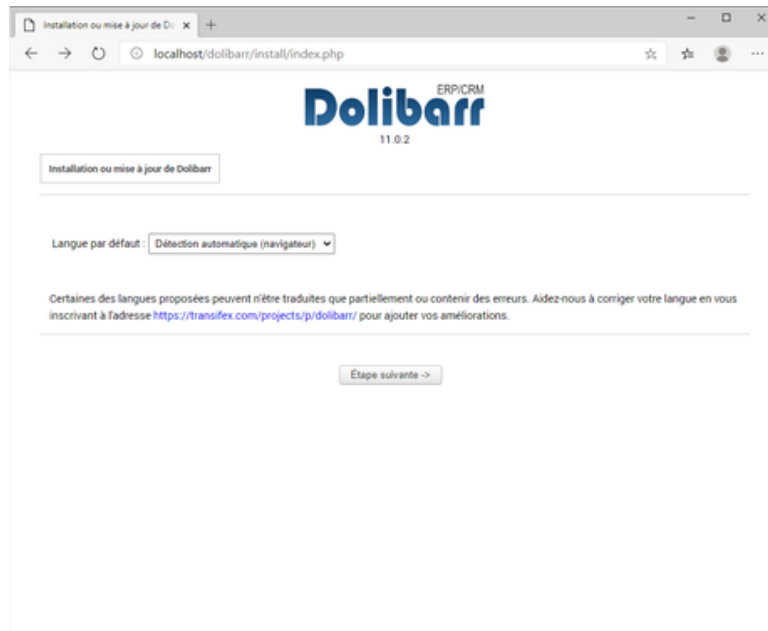 Installation ou mise à jour de Do
localhost/dolibarr/install/index.php
ERP/CRM
Dolibarr
11.0.2
Installation ou mise à jour de Dolibarr
Langue par défaut : Détection automatique (navigateur)
Certaines des langues proposées peuvent n'être traduites que partiellement ou contenir des erreurs. Aidez-nous à corriger votre langue en vous
inscrivant à l'adresse https://transifex.com/projects/p/dolibarr/ pour ajouter vos améliorations.
Étape suivante ->